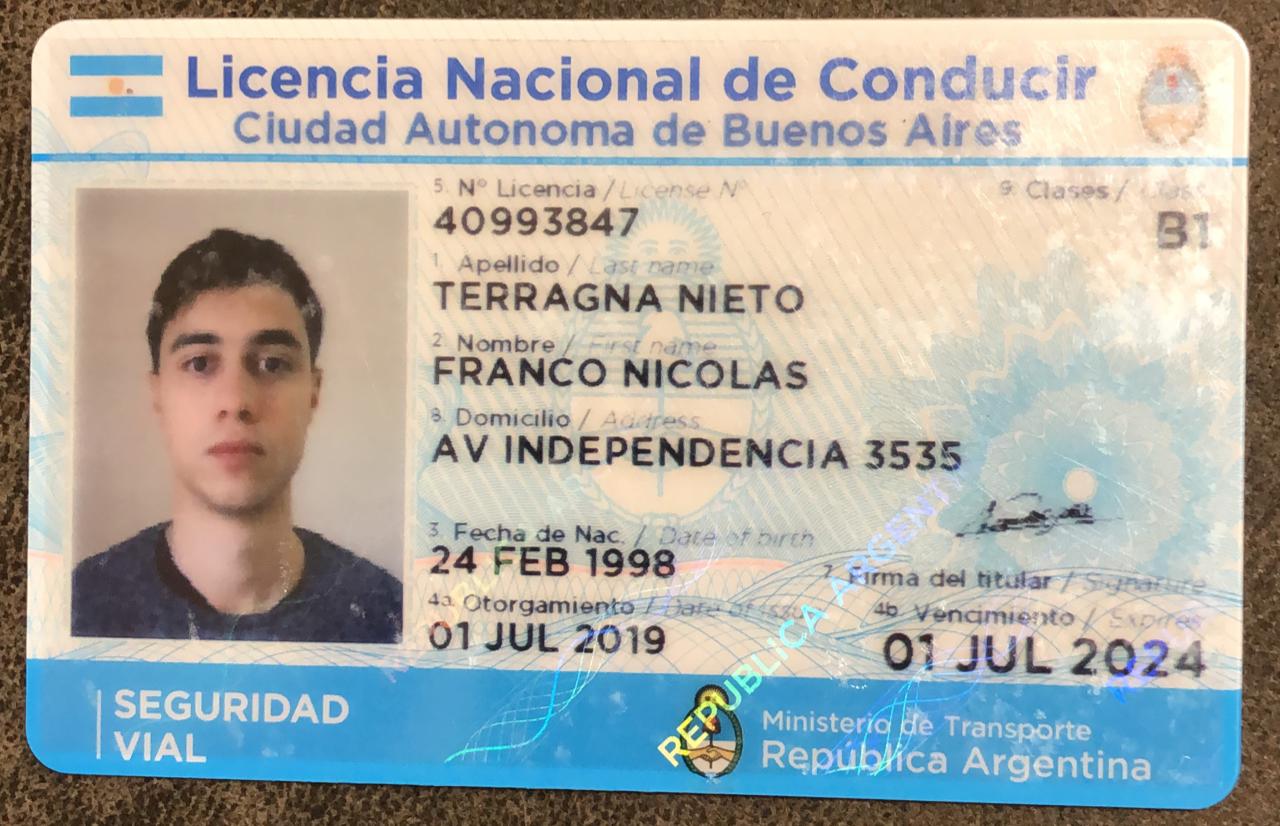 Licencia Nacional de Conducir
Ciudad Autonoma de Buenos Aires
5. Nº Licencia / License Nº
9. Clases / Class
40993847
B1
1. Apellido / Last name
TERRAGNA NIETO
2. Nombre / First name
FRANCO NICOLAS
8. Domicilio / Address
AV INDEPENDENCIA 3535
3. Fecha de Nac. / Date of birth
24 FEB 1998
7. Firma del titular / Signature
4a. Otorgamiento / Date of issue
4b. Vencimiento / Expires
01 JUL 2019
01 JUL 2024
REPUBLICA ARGENTINA
SEGURIDAD
VIAL
Ministerio de Transporte
República Argentina